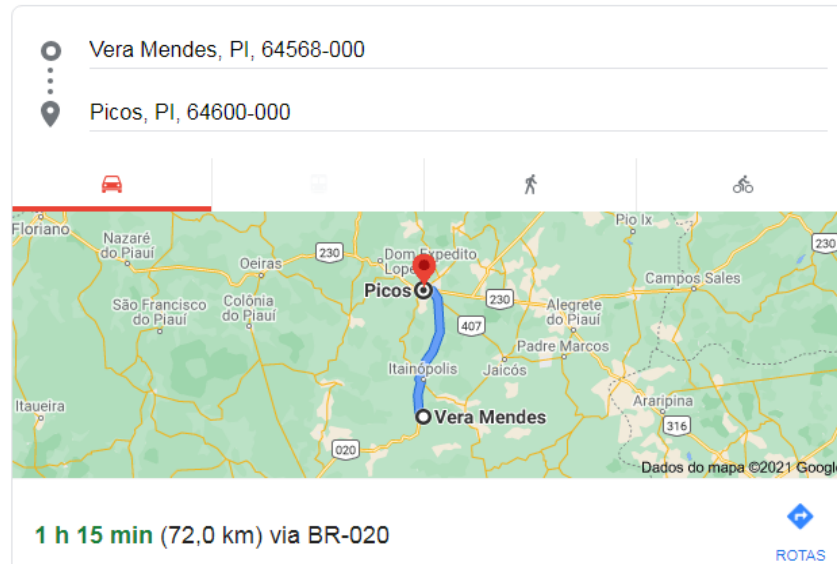 Vera Mendes, PI, 64568-000
Picos, PI, 64600-000
Floriano
Nazaré
do Piauí
230
Oeiras
Dom Expedito
Lope
Pio Ix
230
Picos
230
Campos Sales
São Francisco
do Piauí
Colônia
do Piauí
407
Alegrete
do Piauí
Padre Marcos
Itainópolis
Jaicós
Itaueira
Vera Mendes
Araripina
316
020
Dados do mapa ©2021 Google
1 h 15 min (72,0 km) via BR-020
ROTAS